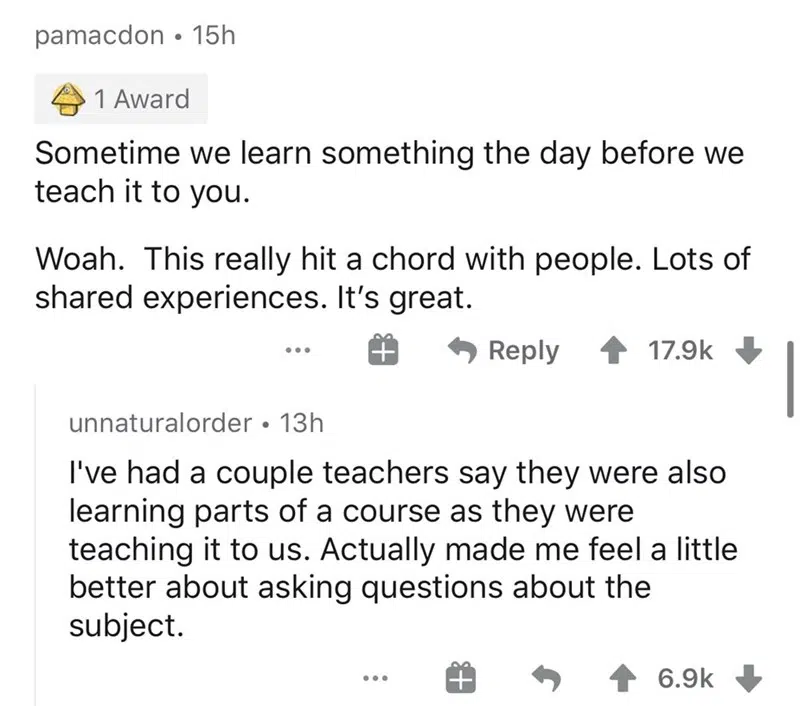 pamacdon • 15h
1 Award
Sometime we learn something the day before we
teach it to you.
Woah. This really hit a chord with people. Lots of
shared experiences. It's great.
... Reply 17.9k
unnaturalorder • 13h
I've had a couple teachers say they were also
learning parts of a course as they were
teaching it to us. Actually made me feel a little
better about asking questions about the
subject.
... 6.9k